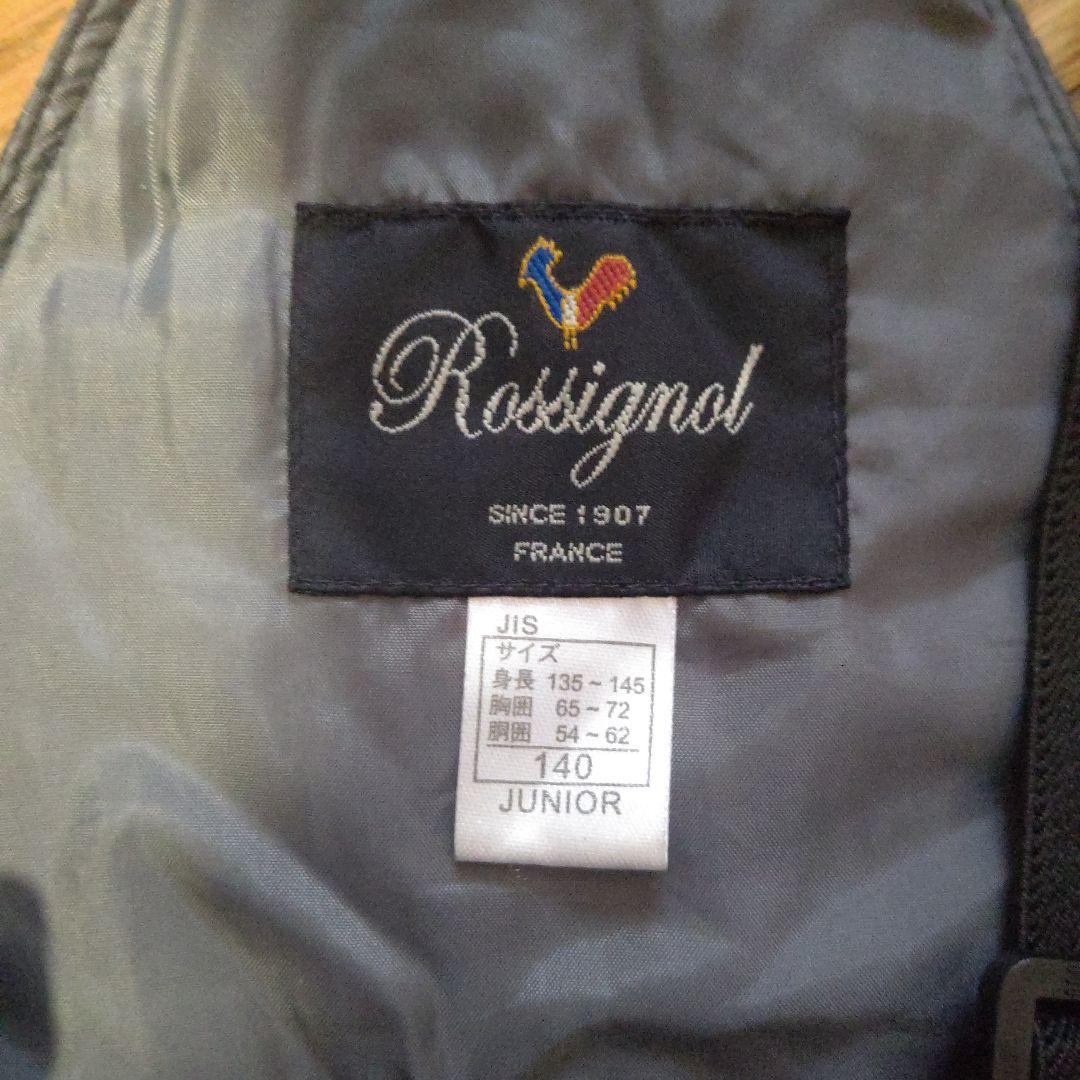 Rossignol
SINCE 1907
FRANCE
JIS
サイズ
身長 135~145
胸囲 65~72
胴囲 54~62
140
JUNIOR